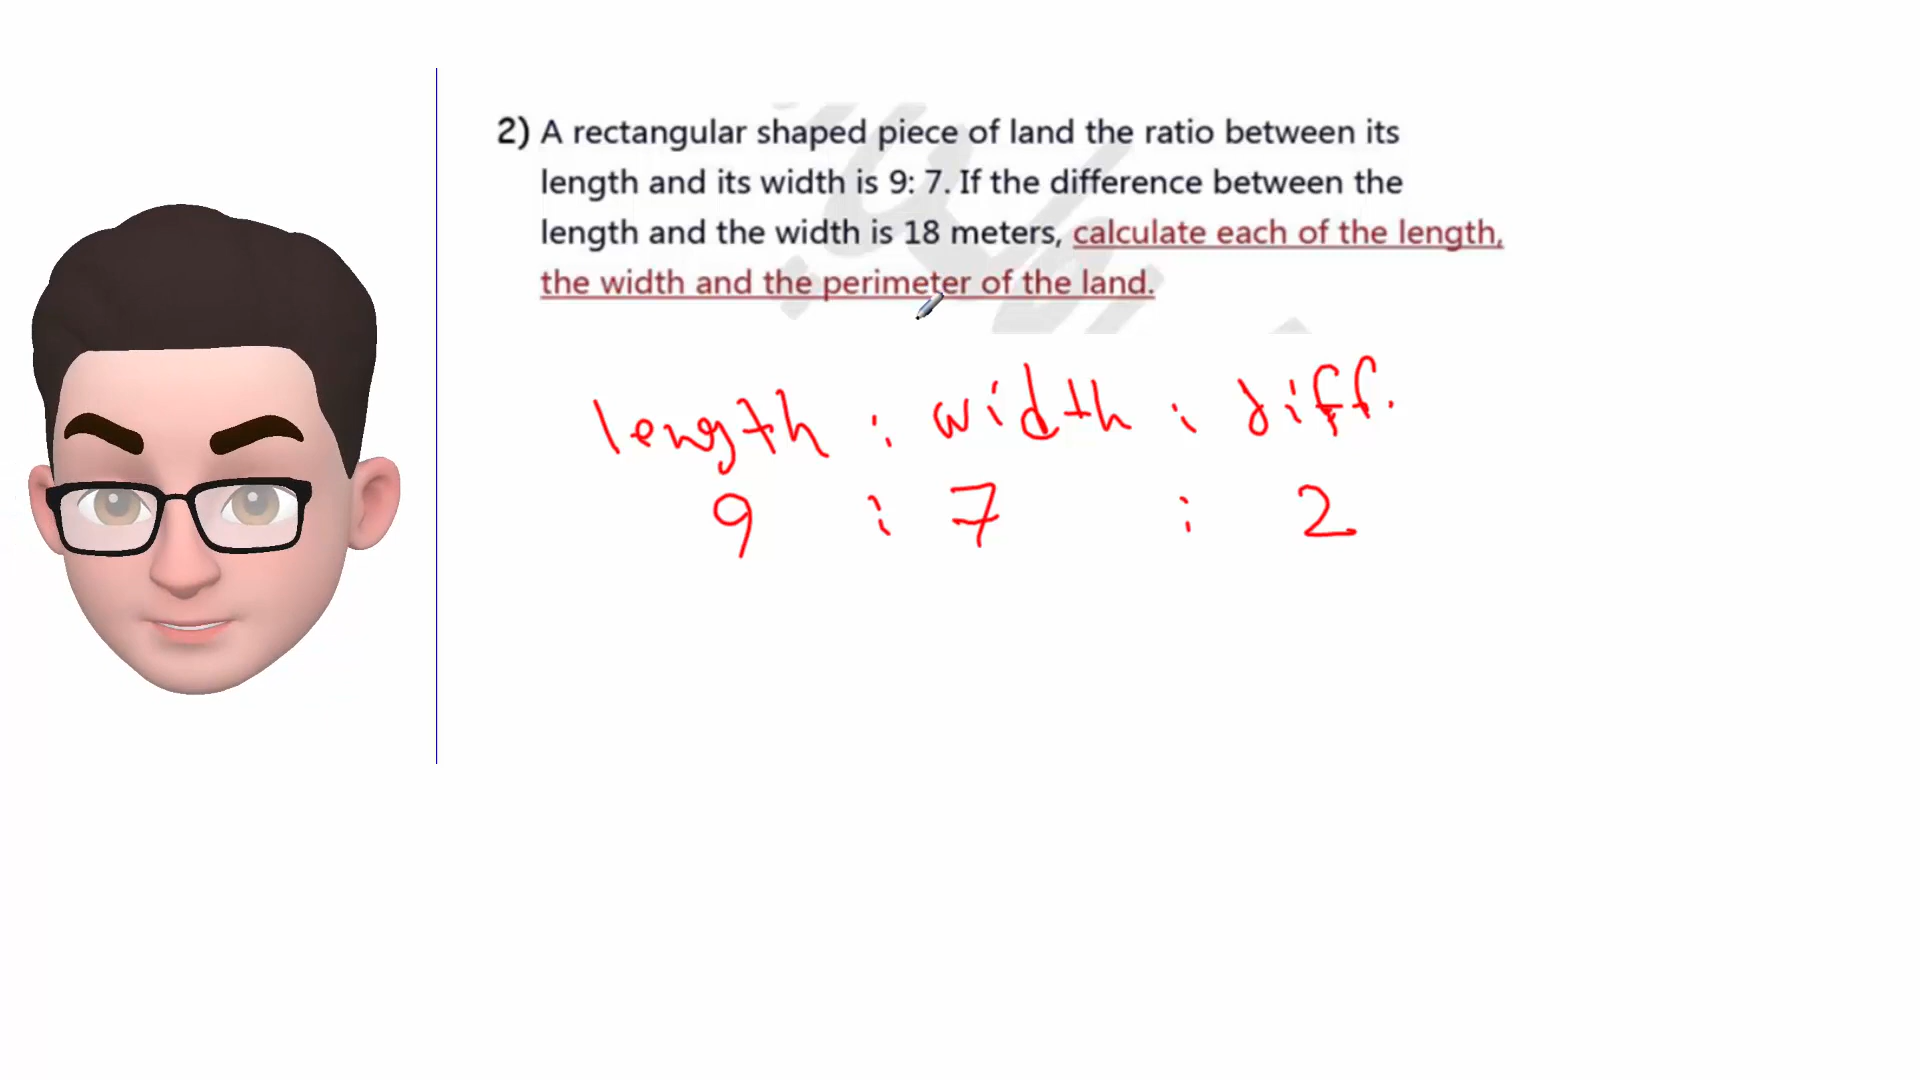 2) A rectangular shaped piece of land the ratio between its
length and its width is 9: 7. If the difference between the
length and the width is 18 meters, calculate each of the length,
the width and the perimeter of the land.
length : width : diff.
9 : 7 : 2